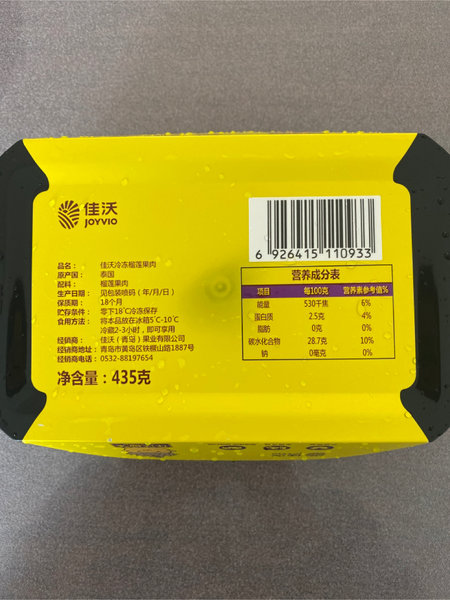 佳沃
JOYVIO
品名： 佳沃冷冻榴莲果肉
原产国： 泰国
配料： 榴莲果肉
生产日期： 见包装喷码（年/月/日）
保质期： 18个月
贮存条件： 零下18℃冷冻保存
食用方法： 将本品放在冰箱5℃-10℃
冷藏2-3小时，即可享用
经销商： 佳沃（青岛）果业有限公司
经销商地址： 青岛市黄岛区铁橛山路1887号
经销商电话： 0532-88197654
净含量：435克
6 926415 110933
营养成分表
项目 每100克 营养素参考值%
能量 530千焦 6%
蛋白质 2.5克 4%
脂肪 0克 0%
碳水化合物 28.7克 10%
钠 0毫克 0%